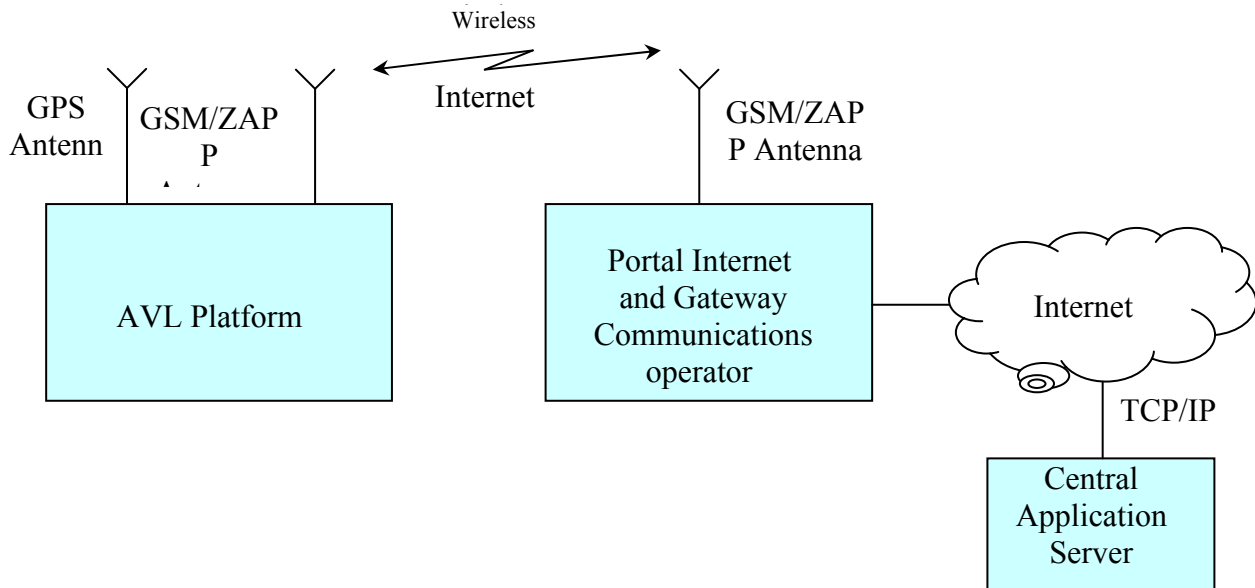 Wireless
Internet
GPS
Antenn
GSM/ZAP
P
GSM/ZAP
P Antenna
AVL Platform
Portal Internet
and Gateway
Communications
operator
Internet
TCP/IP
Central
Application
Server